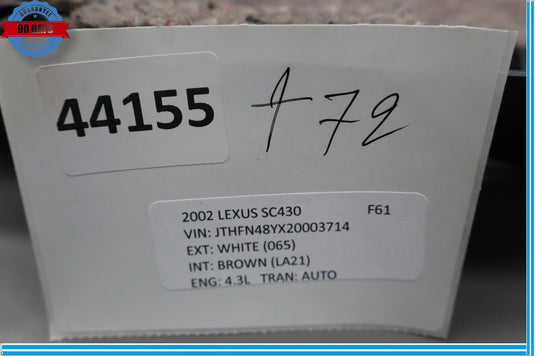 GUARANTEE
90 DAYS
44155
172
2002 LEXUS SC430 F61
VIN: JTHFN48YX20003714
EXT: WHITE (065)
INT: BROWN (LA21)
ENG: 4.3L TRAN: AUTO